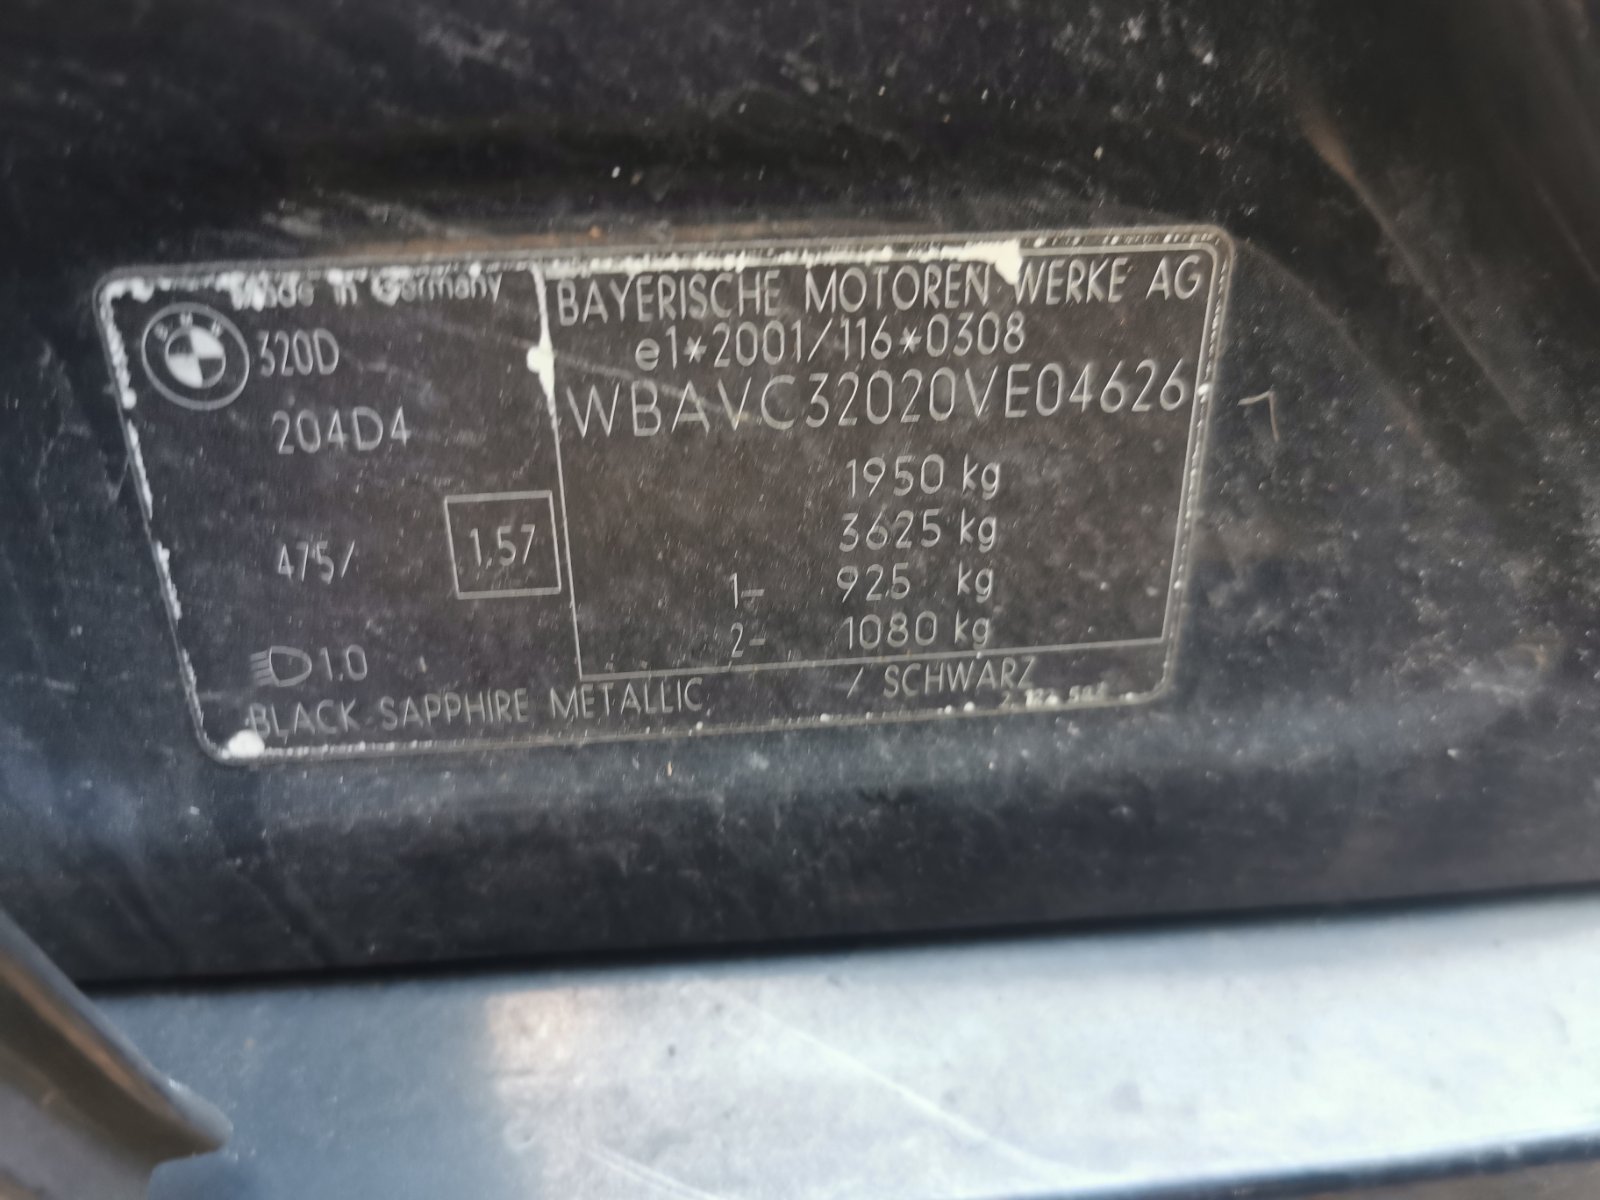 Made in Germany
BMW
320D
204D4
475/
1,57
1.0
BLACK SAPPHIRE METALLIC / SCHWARZ
BAYERISCHE MOTOREN WERKE AG
e1*2001/116*0308
WBAVC32020VE04626
1950 kg
3625 kg
1- 925 kg
2- 1080 kg